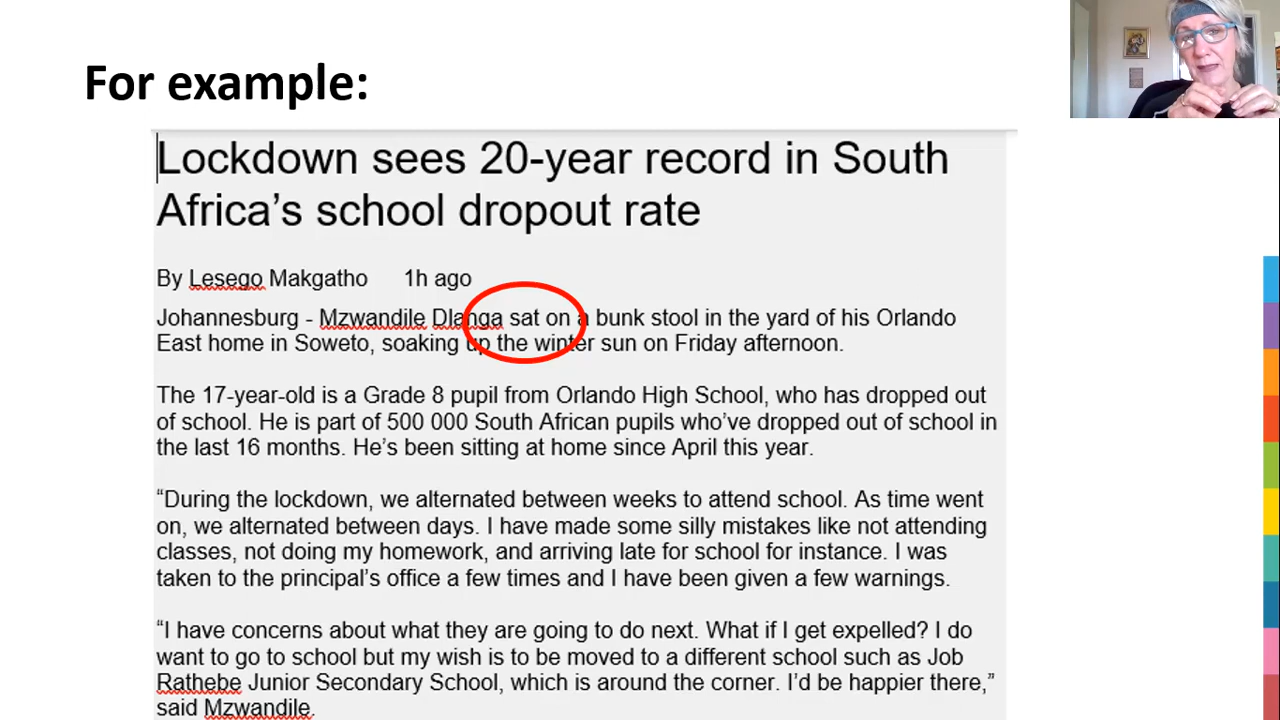 For example:
Lockdown sees 20-year record in South
Africa’s school dropout rate
By Lesego Makgatho 1h ago
Johannesburg - Mzwandile Dlanga sat on a bunk stool in the yard of his Orlando
East home in Soweto, soaking up the winter sun on Friday afternoon.
The 17-year-old is a Grade 8 pupil from Orlando High School, who has dropped out
of school. He is part of 500 000 South African pupils who’ve dropped out of school in
the last 16 months. He’s been sitting at home since April this year.
“During the lockdown, we alternated between weeks to attend school. As time went
on, we alternated between days. I have made some silly mistakes like not attending
classes, not doing my homework, and arriving late for school for instance. I was
taken to the principal’s office a few times and I have been given a few warnings.
“I have concerns about what they are going to do next. What if I get expelled? I do
want to go to school but my wish is to be moved to a different school such as Job
Rathebe Junior Secondary School, which is around the corner. I’d be happier there,”
said Mzwandile.